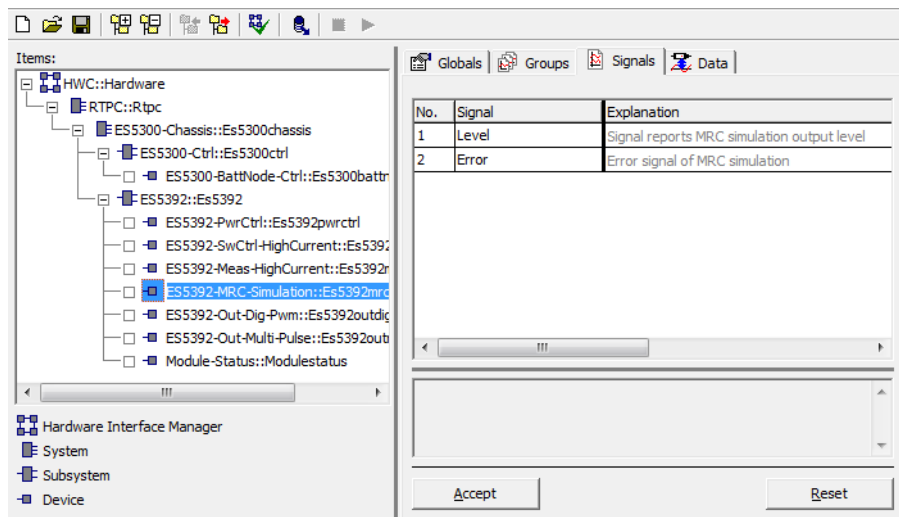 Items:
HWC::Hardware
RTPC::Rtpc
ES5300-Chassis::Es5300chassis
ES5300-Ctrl::Es5300ctrl
ES5300-BattNode-Ctrl::Es5300battr
ES5392::Es5392
ES5392-PwrCtrl::Es5392pwrctrl
ES5392-SwCtrl-HighCurrent::Es5392
ES5392-Meas-HighCurrent::Es5392r
ES5392-MRC-Simulation::Es5392mrc
ES5392-Out-Dig-Pwm::Es5392outdig
ES5392-Out-Multi-Pulse::Es5392outr
Module-Status::Modulestatus
Hardware Interface Manager
System
Subsystem
Device
Globals Groups Signals Data
No. Signal Explanation
1 Level Signal reports MRC simulation output level
2 Error Error signal of MRC simulation
Accept Reset